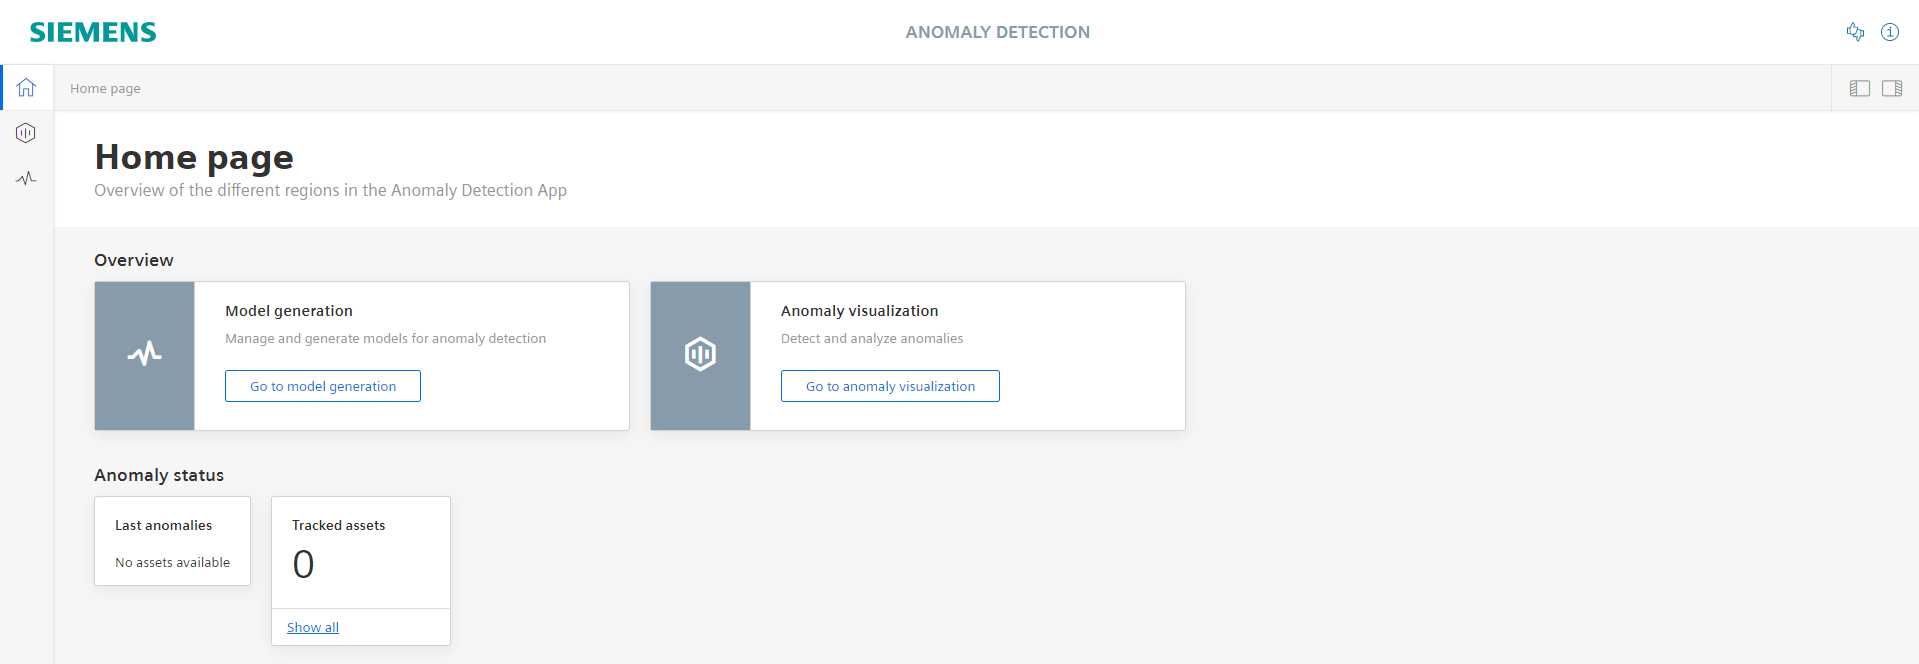 SIEMENS
ANOMALY DETECTION
Home page
Home page
Overview of the different regions in the Anomaly Detection App
Overview
Model generation
Manage and generate models for anomaly detection
Go to model generation
Anomaly visualization
Detect and analyze anomalies
Go to anomaly visualization
Anomaly status
Last anomalies
No assets available
Tracked assets
0
Show all